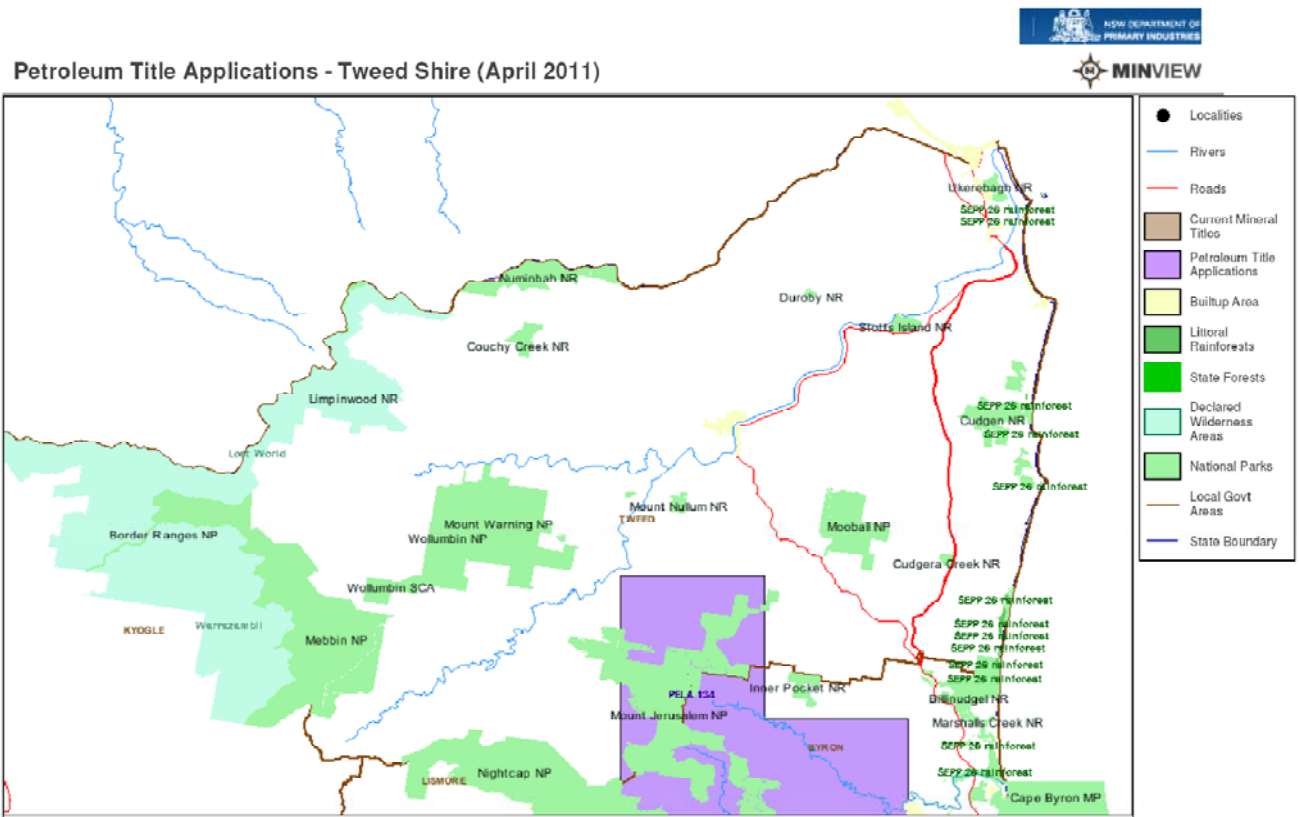 NSW DEPARTMENT OF
PRIMARY INDUSTRIES
Petroleum Title Applications - Tweed Shire (April 2011)
MINVIEW
Localities
Rivers
Roads
Current Mineral
Titles
Petroleum Title
Applications
Builtup Area
Littoral
Rainforests
State Forests
Declared
Wilderness
Areas
National Parks
Local Govt
Areas
State Boundary
Ukerebagh NR
SEPP 26 rainforest
SEPP 26 rainforest
Numinbah NR
Duroby NR
Stotts Island NR
Couchy Creek NR
Limpinwood NR
SEPP 26 rainforest
Cudgen NR
SEPP 26 rainforest
Lost World
SEPP 26 rainforest
Mount Nullum NR
TWEED
Mount Warning NP
Mooball NP
Border Ranges NP
Wollumbin NP
Cudgera Creek NR
Wollumbin SCA
SEPP 26 rainforest
KYOGLE
Warrazambil
SEPP 26 rainforest
SEPP 26 rainforest
Mebbin NP
SEPP 26 rainforest
SEPP 26 rainforest
SEPP 26 rainforest
Inner Pocket NR
PELA 134
Billinudgel NR
Mount Jerusalem NP
Marshalls Creek NR
BYRON
SEPP 26 rainforest
Nightcap NP
SEPP 26 rainforest
LISMORE
Cape Byron MP